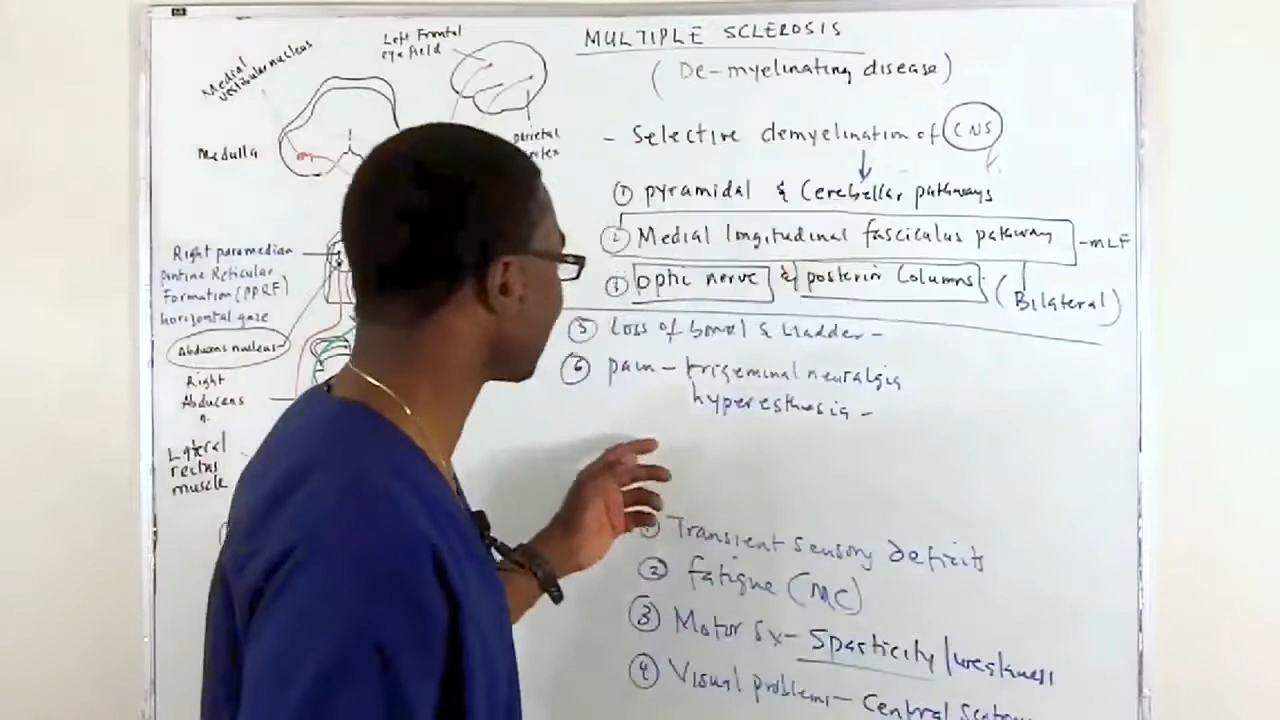 Medial
vestibular nucleus
Left Frontal
eye field
parietal
Medulla
Right paramedian
pontine Reticular
Formation (PPRF)
horizontal gaze
Abducens nucleus
Right
Abducens
n.
Lateral
rectus
muscle
MULTIPLE SCLEROSIS
(De-myelinating disease)
- Selective demyelination of CNS
① pyramidal & Cerebellar pathways
② Medial longitudinal fasciculus pathway - MLF
③ optic nerve & posterior Columns. (Bilateral)
⑤ Loss of bowel & bladder -
⑥ pain - trigeminal neuralgia
hyperesthesia -
① Transient sensory deficits
② fatigue (MC)
③ Motor Sx - Spasticity/weakness
④ Visual problems - Central